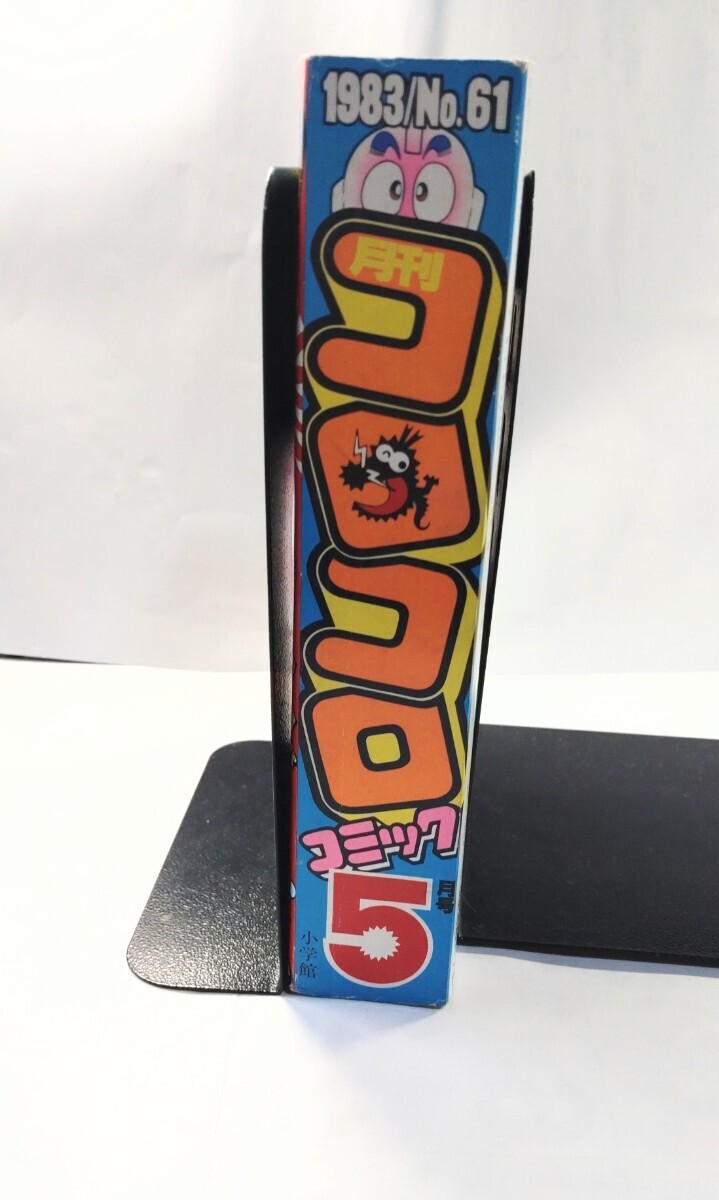 1983/No.61
月刊
コロコロ
コミック
5
月号
小学館